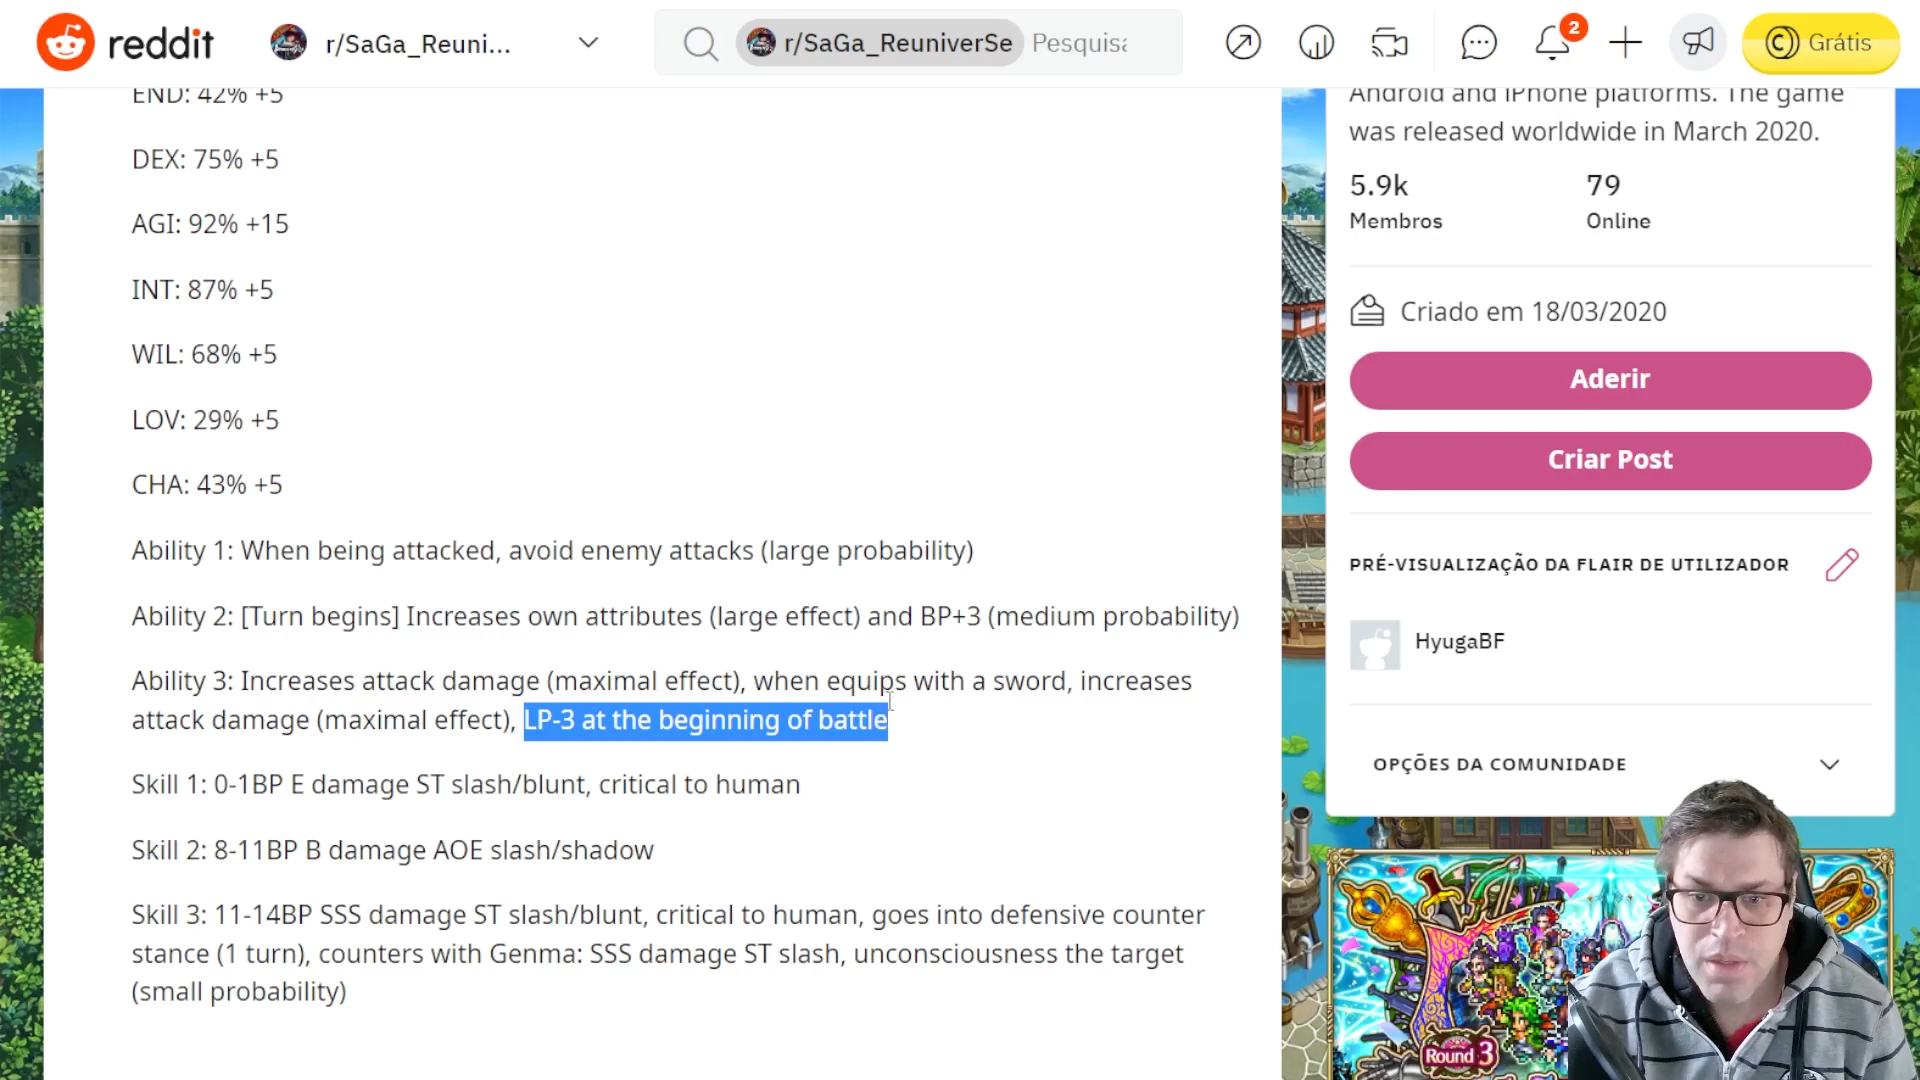 reddit
r/SaGa_Reuni...
r/SaGa_ReuniverSe
Pesquisa
2
Grátis
END: 42% +5
DEX: 75% +5
AGI: 92% +15
INT: 87% +5
WIL: 68% +5
LOV: 29% +5
CHA: 43% +5
Ability 1: When being attacked, avoid enemy attacks (large probability)
Ability 2: [Turn begins] Increases own attributes (large effect) and BP+3 (medium probability)
Ability 3: Increases attack damage (maximal effect), when equips with a sword, increases
attack damage (maximal effect), LP-3 at the beginning of battle
Skill 1: 0-1BP E damage ST slash/blunt, critical to human
Skill 2: 8-11BP B damage AOE slash/shadow
Skill 3: 11-14BP SSS damage ST slash/blunt, critical to human, goes into defensive counter
stance (1 turn), counters with Genma: SSS damage ST slash, unconsciousness the target
(small probability)
Android and iPhone platforms. The game
was released worldwide in March 2020.
5.9k
79
Membros
Online
Criado em 18/03/2020
Aderir
Criar Post
PRÉ-VISUALIZAÇÃO DA FLAIR DE UTILIZADOR
HyugaBF
OPÇÕES DA COMUNIDADE
Round 3